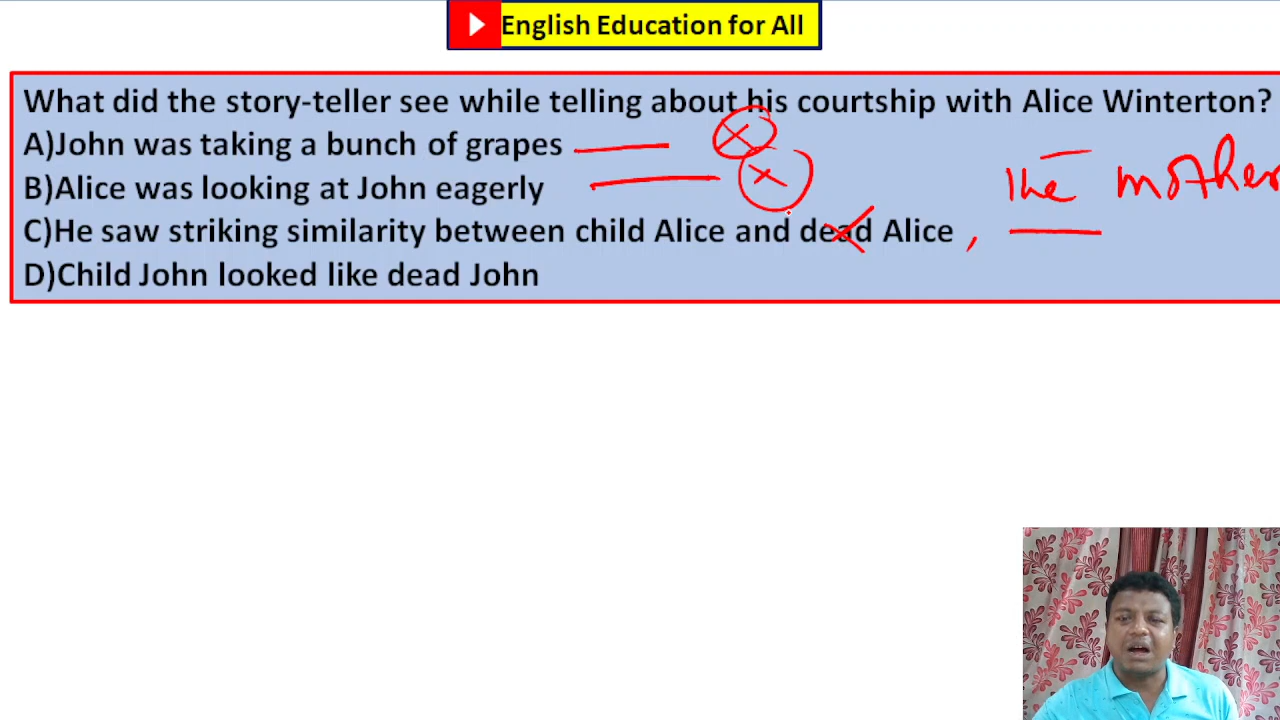 English Education for All
What did the story-teller see while telling about his courtship with Alice Winterton?
A)John was taking a bunch of grapes
B)Alice was looking at John eagerly
the mother
C)He saw striking similarity between child Alice and dead Alice ,
D)Child John looked like dead John